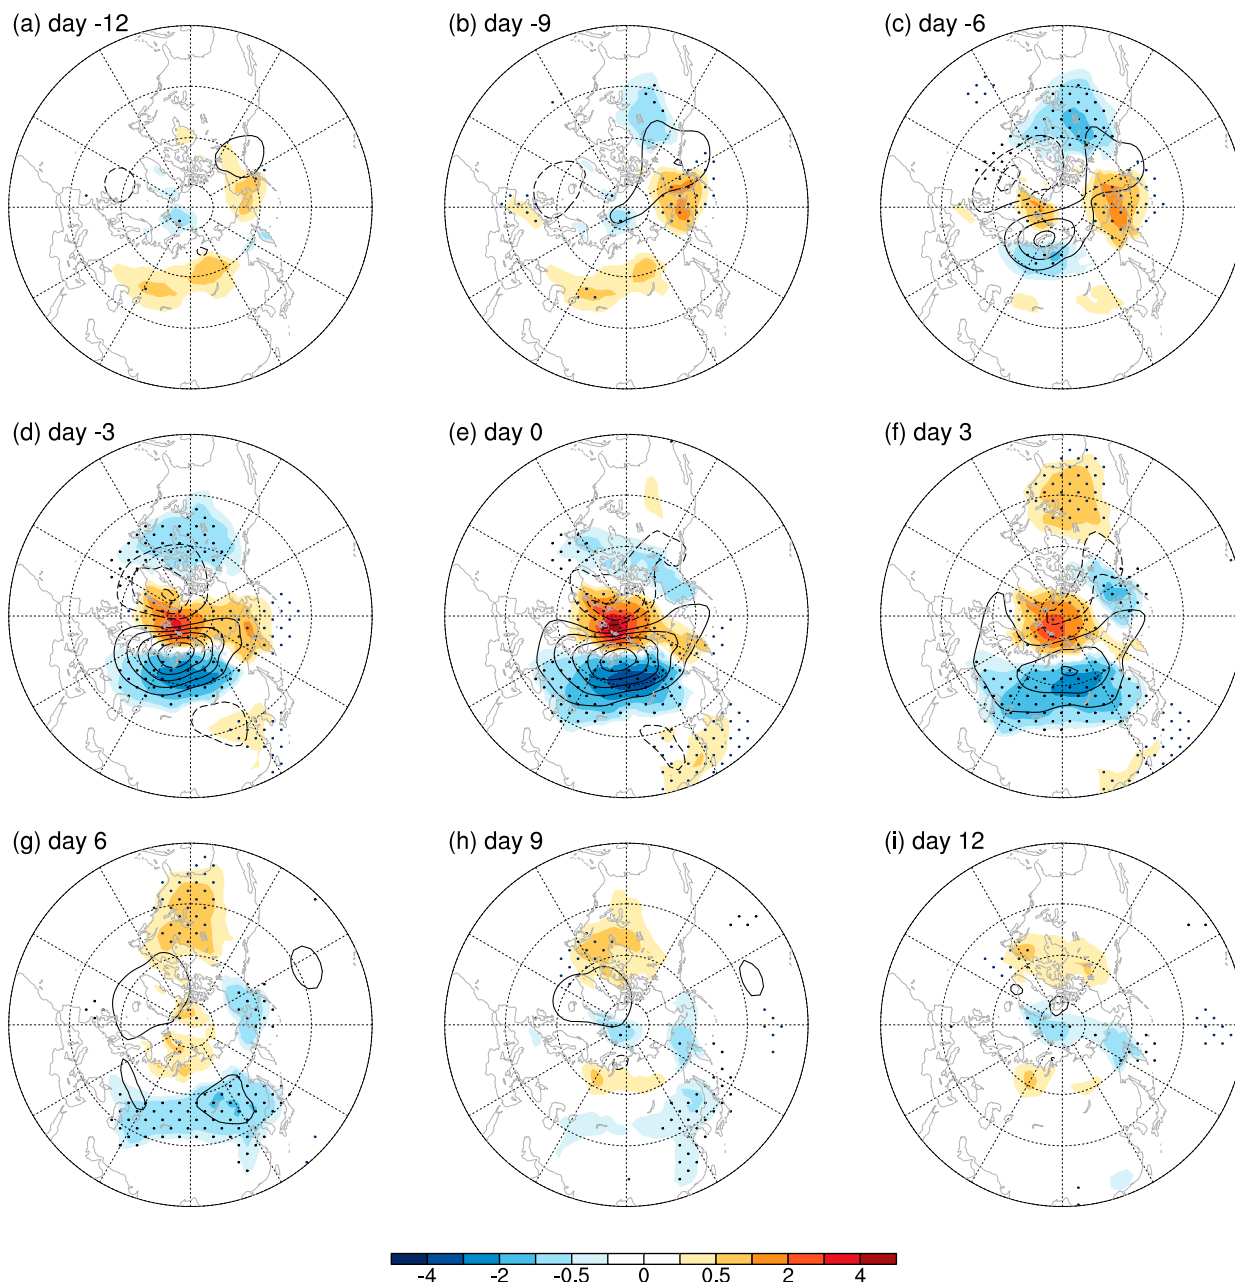 (a) day -12
(b) day -9
(c) day -6
(d) day -3
(e) day 0
(f) day 3
(g) day 6
(h) day 9
(i) day 12
-4 -2 -0.5 0 0.5 2 4